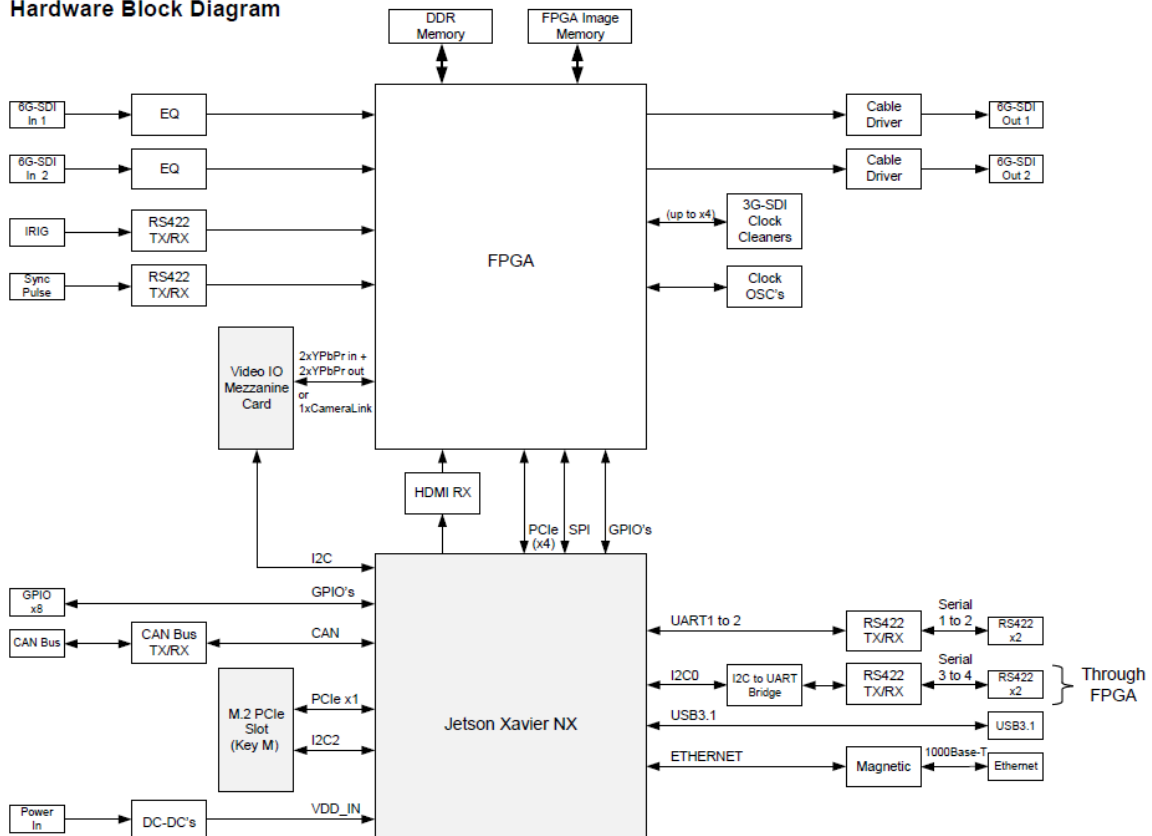 Hardware Block Diagram
DDR
Memory
FPGA Image
Memory
6G-SDI
In 1
EQ
Cable
Driver
6G-SDI
Out 1
6G-SDI
In 2
EQ
Cable
Driver
6G-SDI
Out 2
IRIG
RS422
TX/RX
(up to x4)
3G-SDI
Clock
Cleaners
FPGA
Sync
Pulse
RS422
TX/RX
Clock
OSC's
Video IO
Mezzanine
Card
2xYPbPr in +
2xYPbPr out
or
1xCameraLink
HDMI RX
PCIe
(x4)
SPI
GPIO's
I2C
GPIO
x8
GPIO's
CAN Bus
CAN Bus
TX/RX
CAN
UART1 to 2
RS422
TX/RX
Serial
1 to 2
RS422
x2
I2C0
I2C to UART
Bridge
RS422
TX/RX
Serial
3 to 4
RS422
x2
Through
FPGA
M.2 PCIe
Slot
(Key M)
PCIe x1
I2C2
Jetson Xavier NX
USB3.1
USB3.1
ETHERNET
Magnetic
1000Base-T
Ethernet
Power
In
DC-DC's
VDD_IN